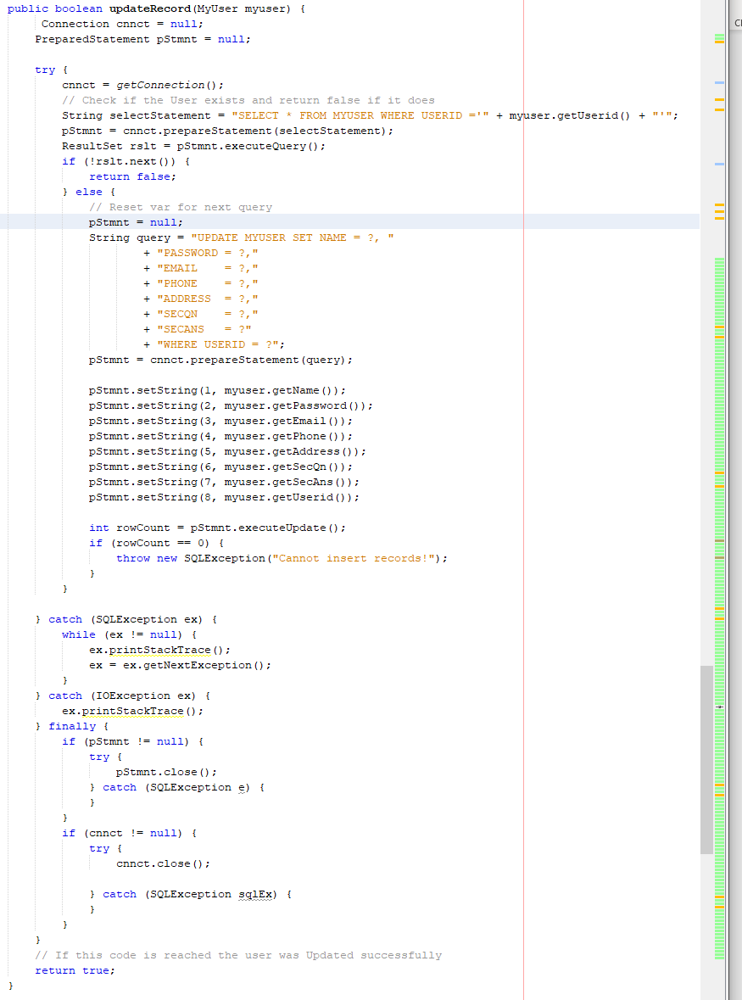 public boolean updateRecord(MyUser myuser) {
Connection cnnct = null;
PreparedStatement pStmnt = null;
try {
cnnct = getConnection();
// Check if the User exists and return false if it does
String selectStatement = "SELECT * FROM MYUSER WHERE USERID ='" + myuser.getUserid() + "'";
pStmnt = cnnct.prepareStatement(selectStatement);
ResultSet rslt = pStmnt.executeQuery();
if (!rslt.next()) {
return false;
} else {
// Reset var for next query
pStmnt = null;
String query = "UPDATE MYUSER SET NAME = ?, "
+ "PASSWORD = ?,"
+ "EMAIL    = ?,"
+ "PHONE    = ?,"
+ "ADDRESS  = ?,"
+ "SECQN    = ?,"
+ "SECANS   = ?"
+ "WHERE USERID = ?";
pStmnt = cnnct.prepareStatement(query);
pStmnt.setString(1, myuser.getName());
pStmnt.setString(2, myuser.getPassword());
pStmnt.setString(3, myuser.getEmail());
pStmnt.setString(4, myuser.getPhone());
pStmnt.setString(5, myuser.getAddress());
pStmnt.setString(6, myuser.getSecQn());
pStmnt.setString(7, myuser.getSecAns());
pStmnt.setString(8, myuser.getUserid());
int rowCount = pStmnt.executeUpdate();
if (rowCount == 0) {
throw new SQLException("Cannot insert records!");
}
}
} catch (SQLException ex) {
while (ex != null) {
ex.printStackTrace();
ex = ex.getNextException();
}
} catch (IOException ex) {
ex.printStackTrace();
} finally {
if (pStmnt != null) {
try {
pStmnt.close();
} catch (SQLException e) {
}
}
if (cnnct != null) {
try {
cnnct.close();
} catch (SQLException sqlEx) {
}
}
}
// If this code is reached the user was Updated successfully
return true;
}